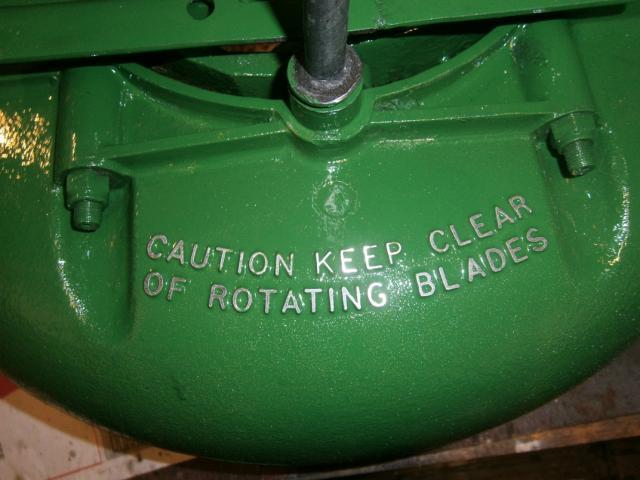 CAUTION KEEP CLEAR
OF ROTATING BLADES